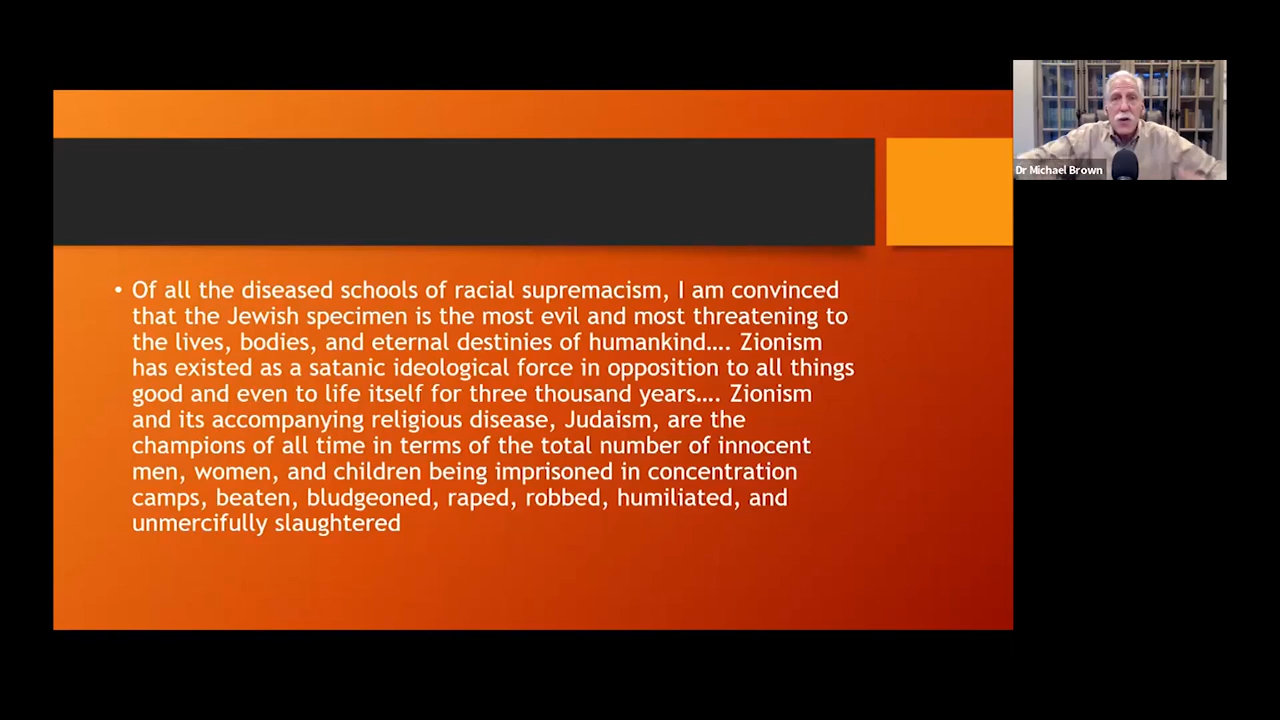 Dr Michael Brown
• Of all the diseased schools of racial supremacism, I am convinced
that the Jewish specimen is the most evil and most threatening to
the lives, bodies, and eternal destinies of humankind…. Zionism
has existed as a satanic ideological force in opposition to all things
good and even to life itself for three thousand years…. Zionism
and its accompanying religious disease, Judaism, are the
champions of all time in terms of the total number of innocent
men, women, and children being imprisoned in concentration
camps, beaten, bludgeoned, raped, robbed, humiliated, and
unmercifully slaughtered